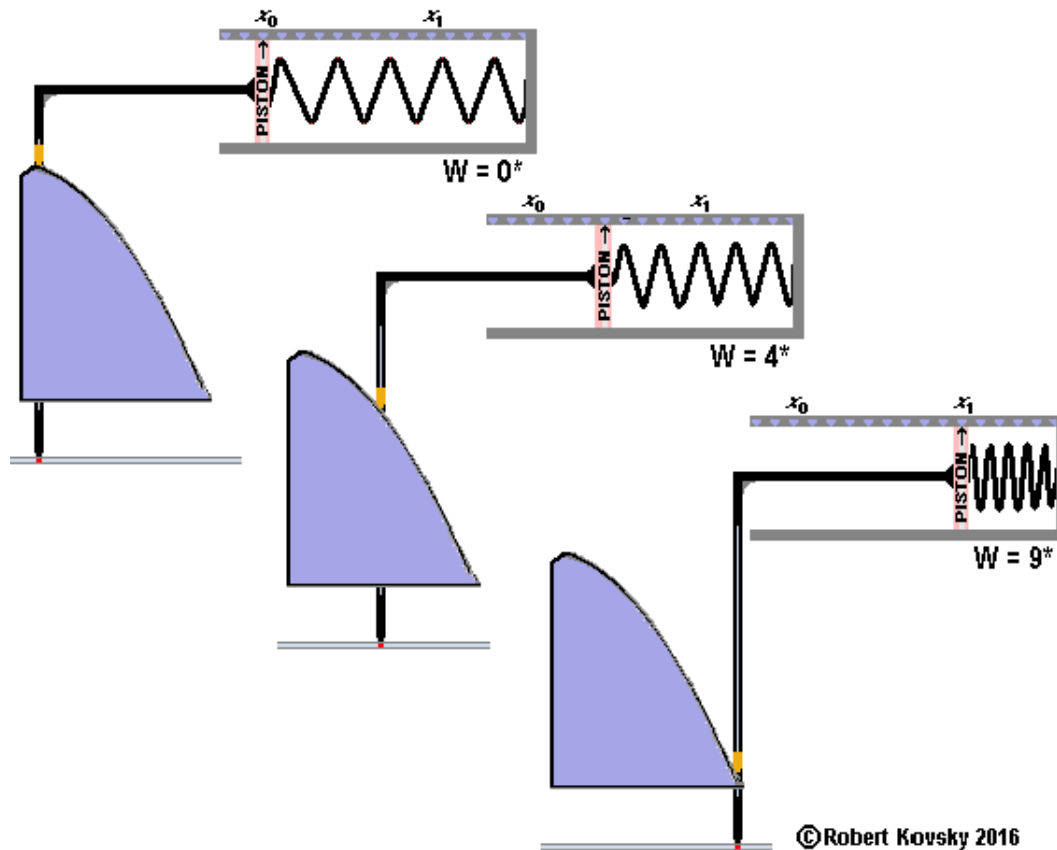 x₀ x₁
PISTON →
W = 0*
x₀ x₁
PISTON →
W = 4*
x₀ x₁
PISTON →
W = 9*
©Robert Kovsky 2016